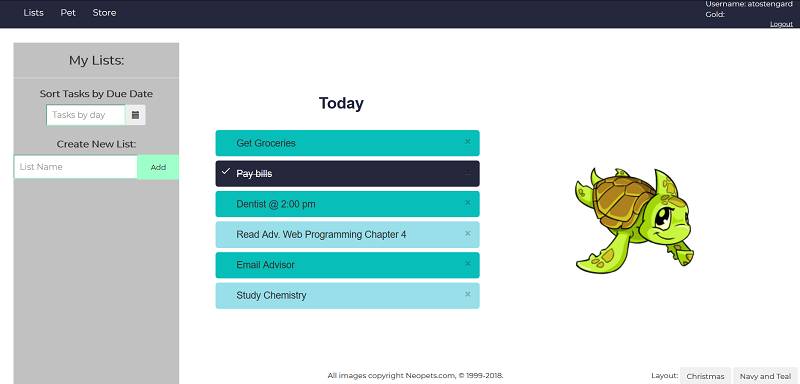 Lists Pet Store
Username: atostengard
Gold:
Logout
My Lists:
Sort Tasks by Due Date
Tasks by day
Create New List:
List Name Add
Today
Get Groceries ×
Pay bills ×
Dentist @ 2:00 pm ×
Read Adv. Web Programming Chapter 4 ×
Email Advisor ×
Study Chemistry ×
All images copyright Neopets.com, © 1999-2018.
Layout: Christmas Navy and Teal